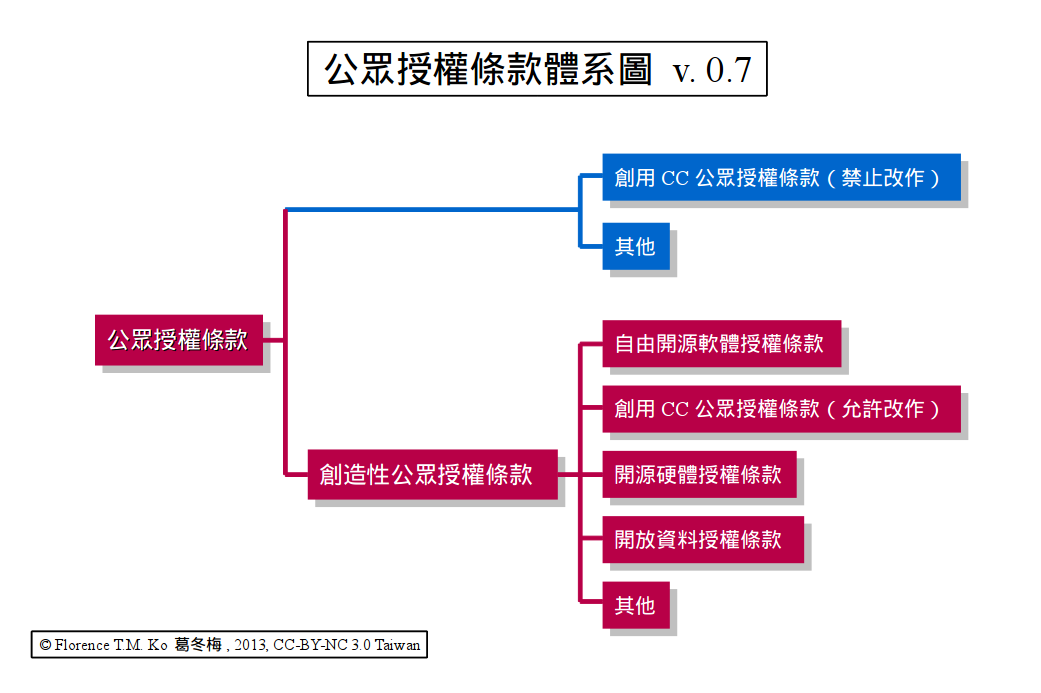 公眾授權條款體系圖 v. 0.7
創用 CC 公眾授權條款（禁止改作）
其他
公眾授權條款
自由開源軟體授權條款
創用 CC 公眾授權條款（允許改作）
創造性公眾授權條款
開源硬體授權條款
開放資料授權條款
其他
© Florence T.M. Ko 葛冬梅 , 2013, CC-BY-NC 3.0 Taiwan